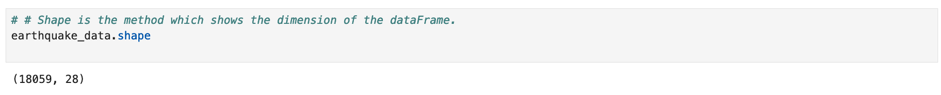 # # Shape is the method which shows the dimension of the dataFrame.
earthquake_data.shape
(18059, 28)